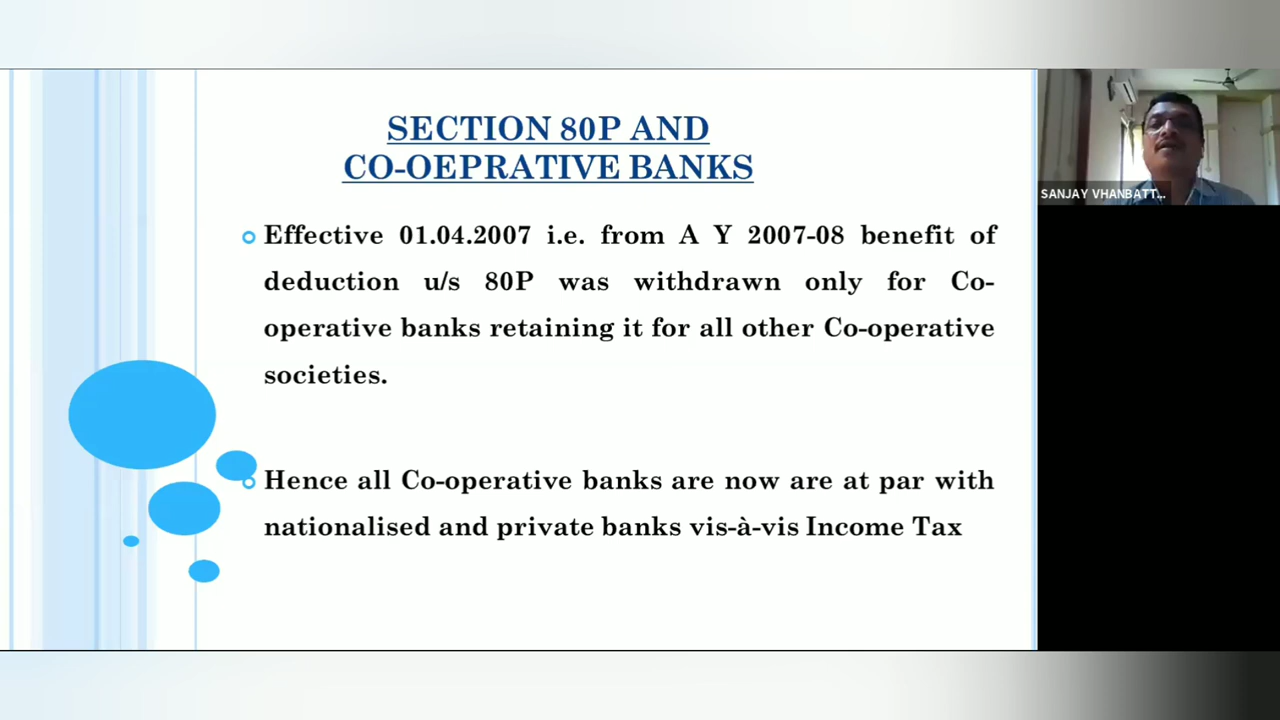 SECTION 80P AND
CO-OEPRATIVE BANKS
Effective 01.04.2007 i.e. from A Y 2007-08 benefit of
deduction u/s 80P was withdrawn only for Co-
operative banks retaining it for all other Co-operative
societies.
Hence all Co-operative banks are now are at par with
nationalised and private banks vis-à-vis Income Tax
SANJAY VHANBATT...